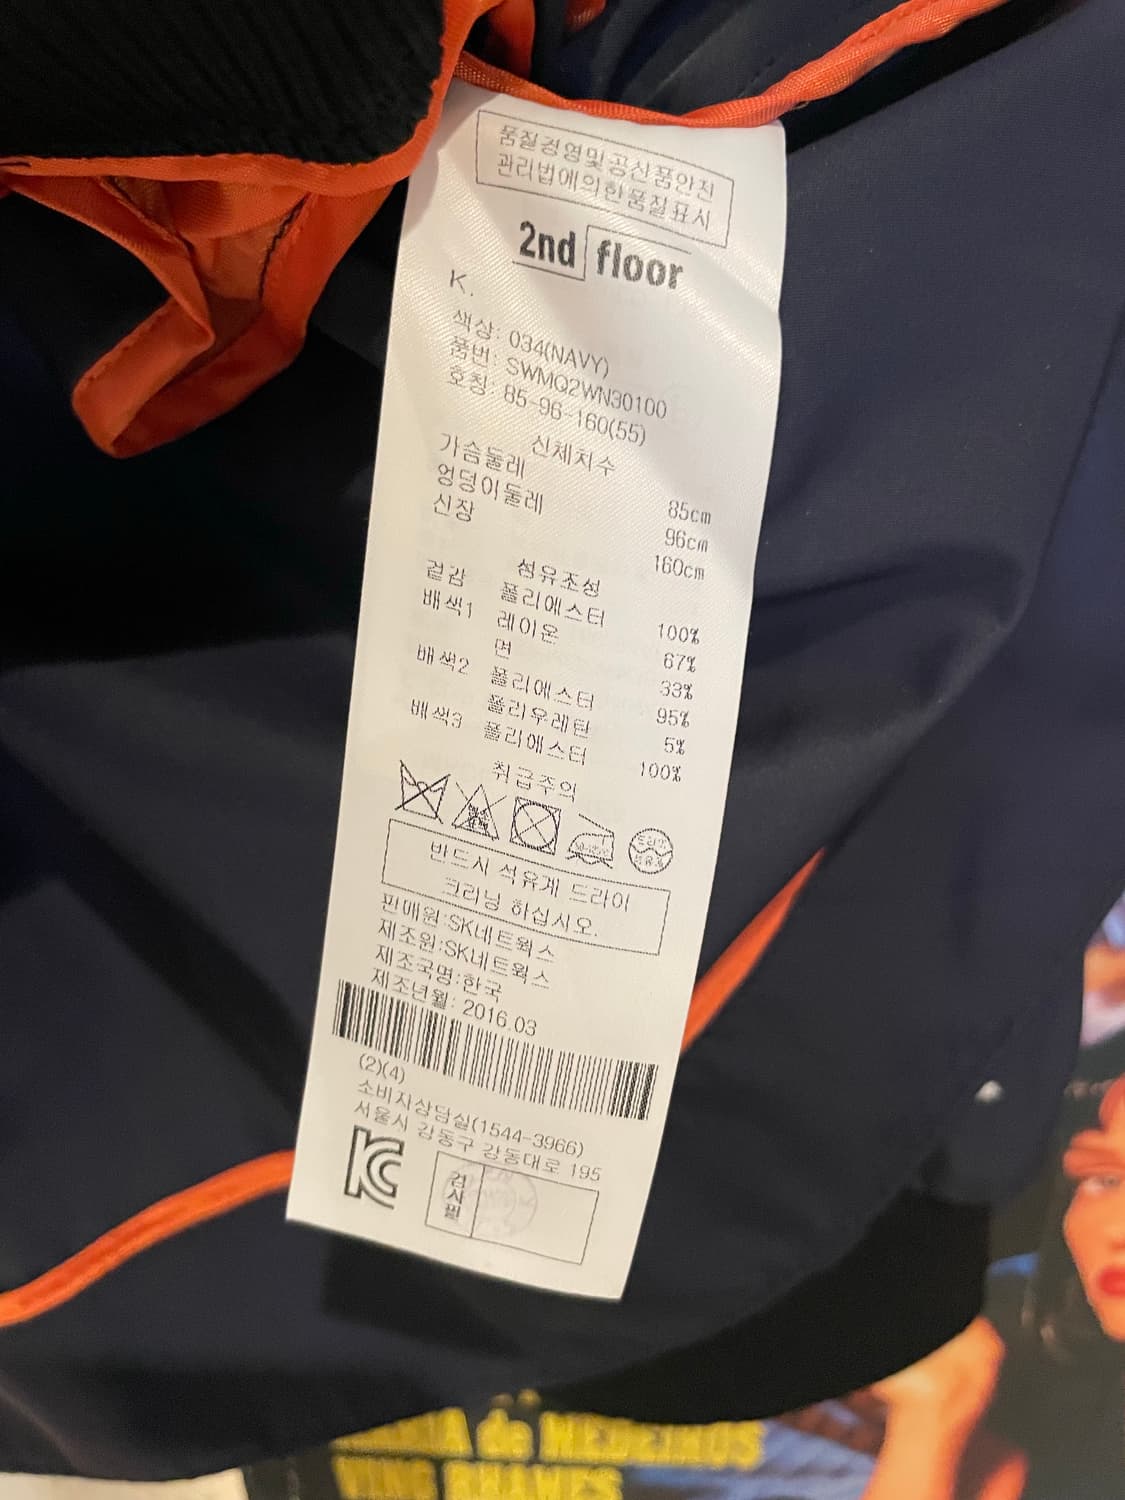 품질경영및공산품안전
관리법에의한품질표시
2nd floor
K.
색상: 034(NAVY)
품번: SWMQ2WN30100
호칭: 85-96-160(55)
신체치수
가슴둘레 85cm
엉덩이둘레 96cm
신장 160cm
섬유조성
겉감 폴리에스터 100%
배색1 레이온 67%
면 33%
배색2 폴리에스터 95%
폴리우레탄 5%
배색3 폴리에스터 100%
취급주의
반드시 석유계 드라이
크리닝 하십시오.
판매원:SK네트웍스
제조원:SK네트웍스
제조국명:한국
제조년월: 2016.03
(2)(4)
소비자상담실(1544-3966)
서울시 강동구 강동대로 195
KC
검사필
MARIA de MEDEIROS
VING RHAMES